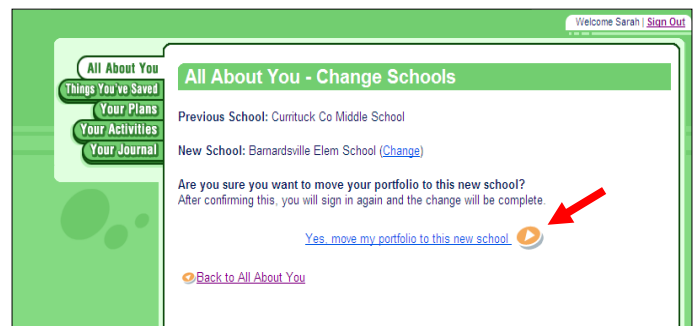 Welcome Sarah | Sign Out
All About You
Things You've Saved
Your Plans
Your Activities
Your Journal
All About You - Change Schools
Previous School: Currituck Co Middle School
New School: Barnardsville Elem School (Change)
Are you sure you want to move your portfolio to this new school?
After confirming this, you will sign in again and the change will be complete.
Yes, move my portfolio to this new school
Back to All About You